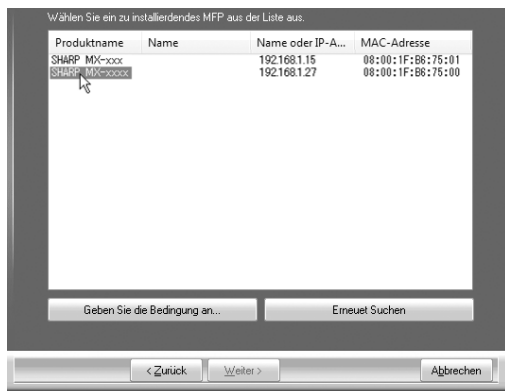 Wählen Sie ein zu installierdendes MFP aus der Liste aus.
Produktname Name Name oder IP-A... MAC-Adresse
SHARP MX-xxx 192.168.1.15 08:00:1F:B6:75:01
SHARP MX-xxxx 192.168.1.27 08:00:1F:B6:75:00
Geben Sie die Bedingung an... Erneuet Suchen
< Zurück Weiter > Abbrechen